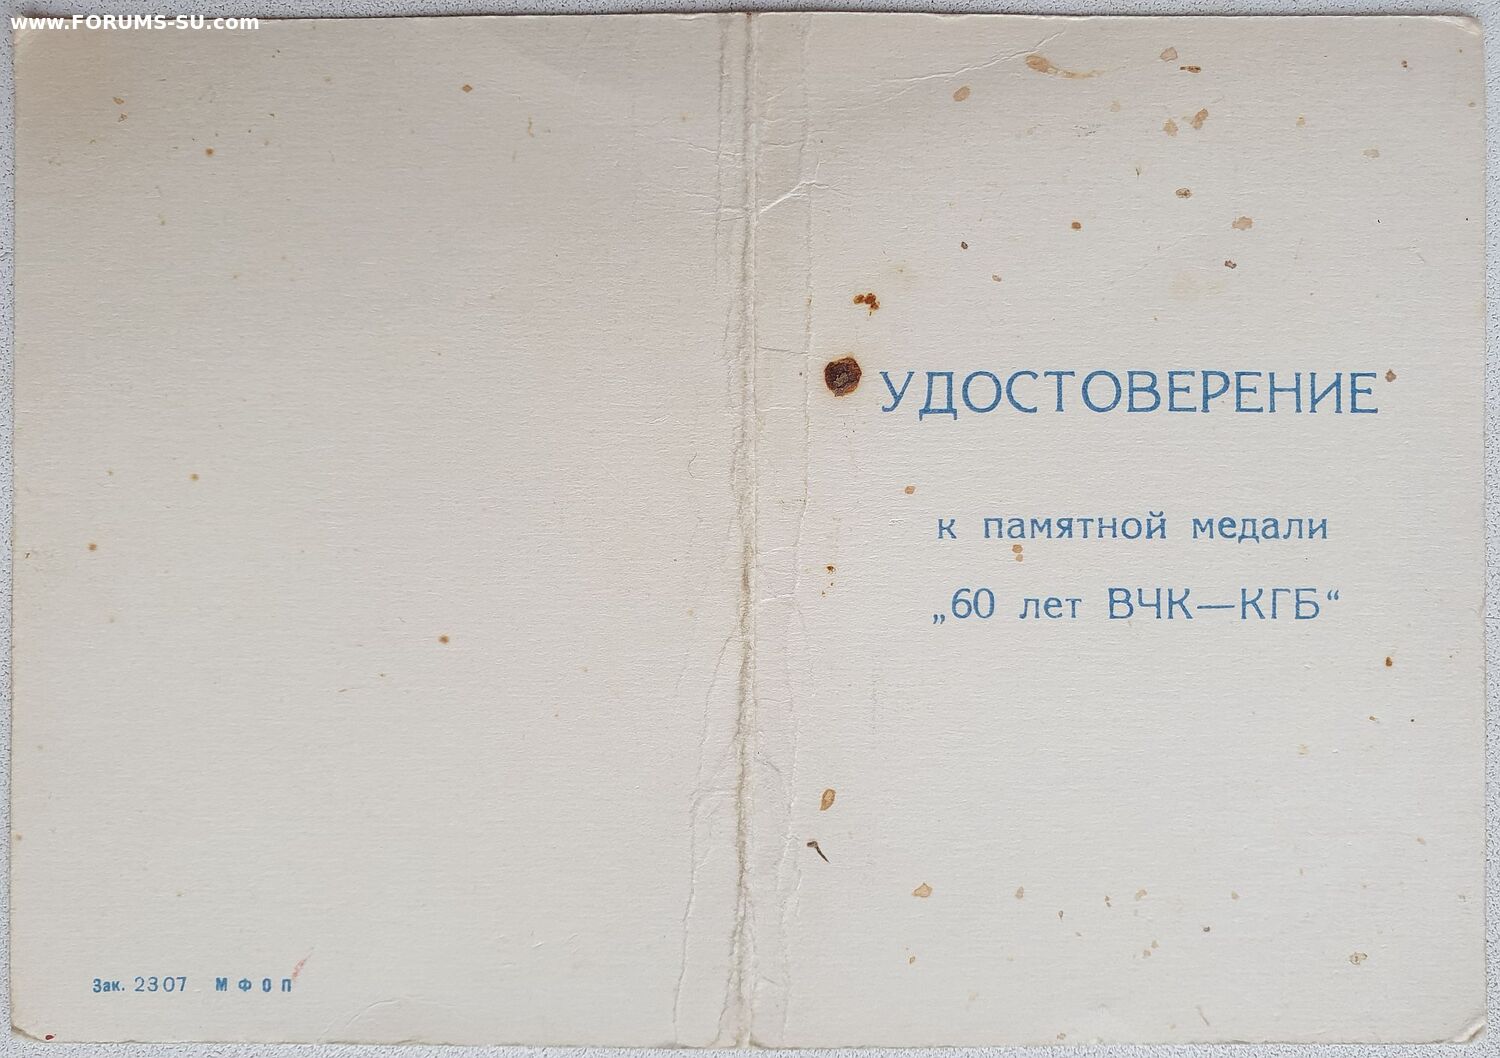 www.FORUMS-SU.com
УДОСТОВЕРЕНИЕ
к памятной медали
„60 лет ВЧК—КГБ“
Зак. 2307 МФОП